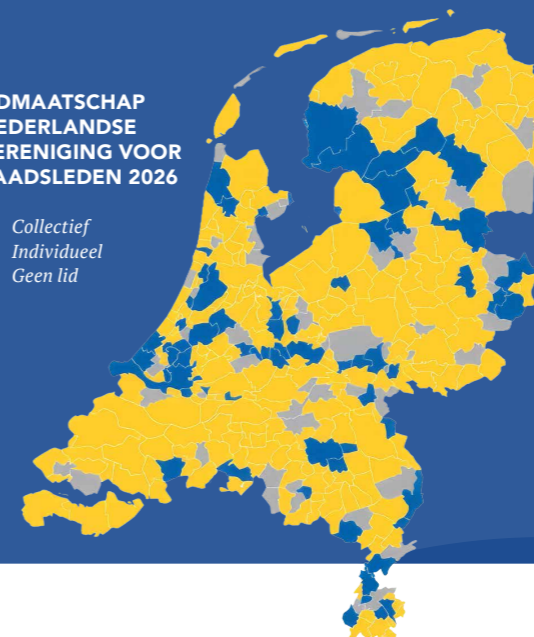 DMAATSCHAP
EDERLANDSE
ERENIGING VOOR
AADSLEDEN 2026
Collectief
Individueel
Geen lid